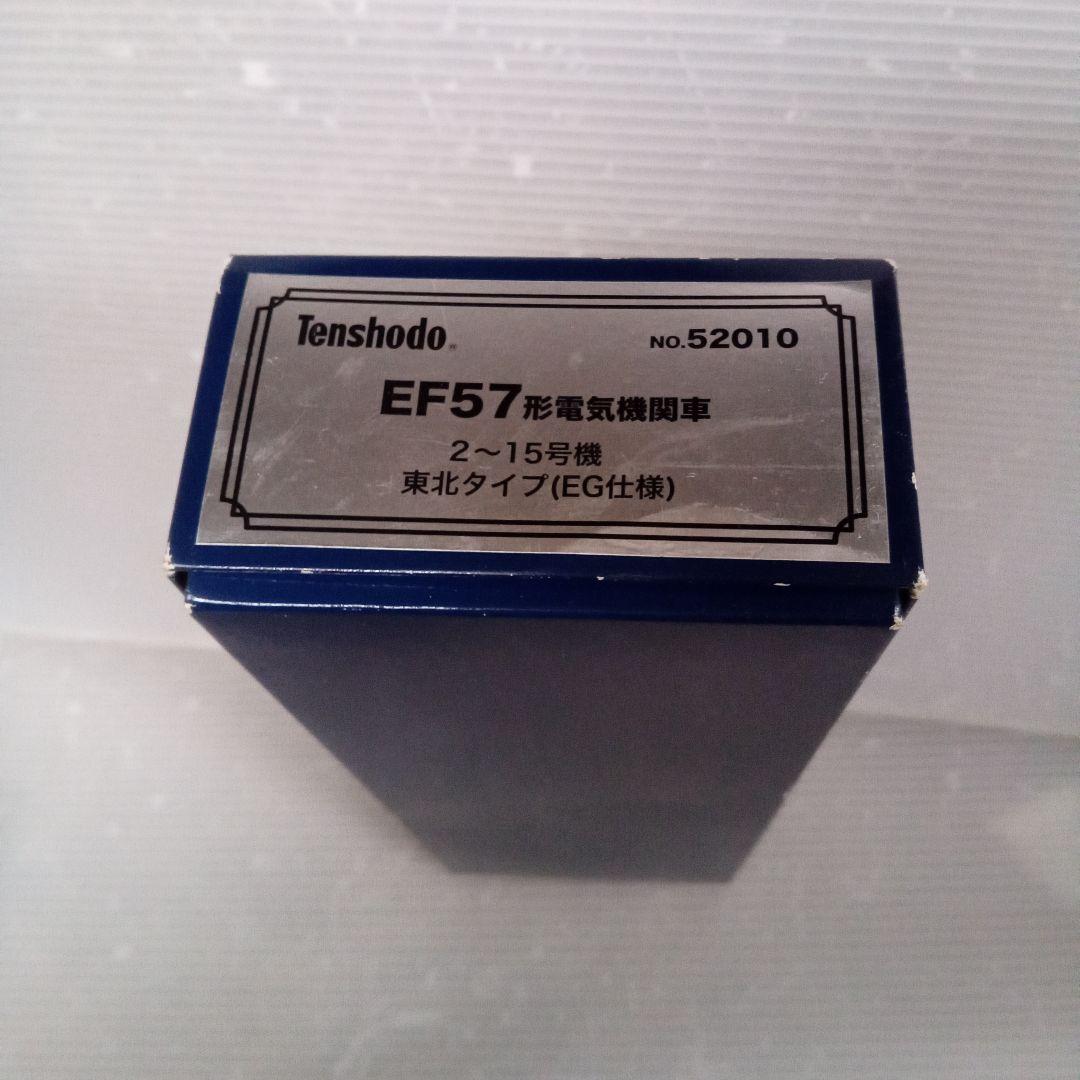 Tenshodo®
NO.52010
EF57形電気機関車
2〜15号機
東北タイプ(EG仕様)